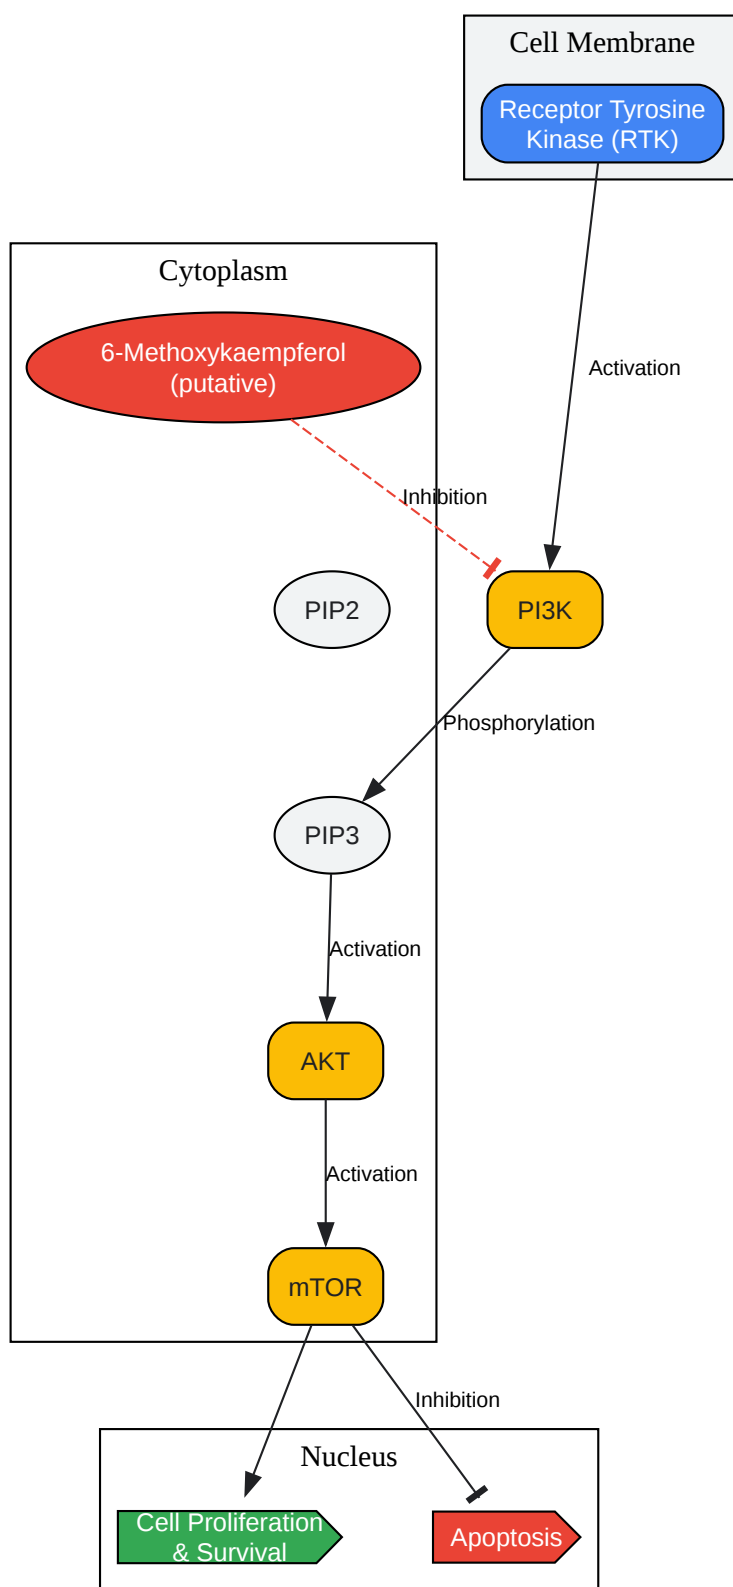 Cell Membrane
Receptor Tyrosine
Kinase (RTK)
Cytoplasm
6-Methoxykaempferol
(putative)
Activation
Inhibition
PIP2
PI3K
Phosphorylation
PIP3
Activation
AKT
Activation
mTOR
Inhibition
Nucleus
Cell Proliferation
& Survival
Apoptosis